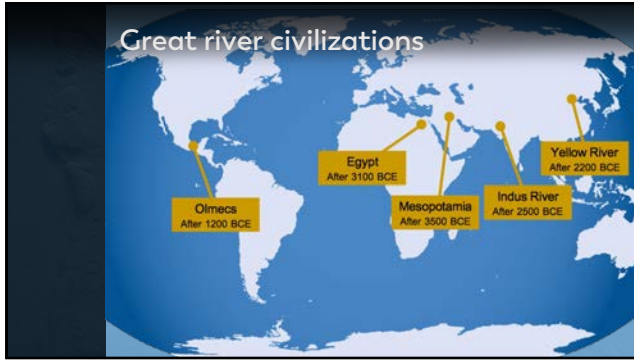 Great river civilizations
Egypt
After 3100 BCE
Yellow River
After 2200 BCE
Olmecs
After 1200 BCE
Mesopotamia
After 3500 BCE
Indus River
After 2500 BCE